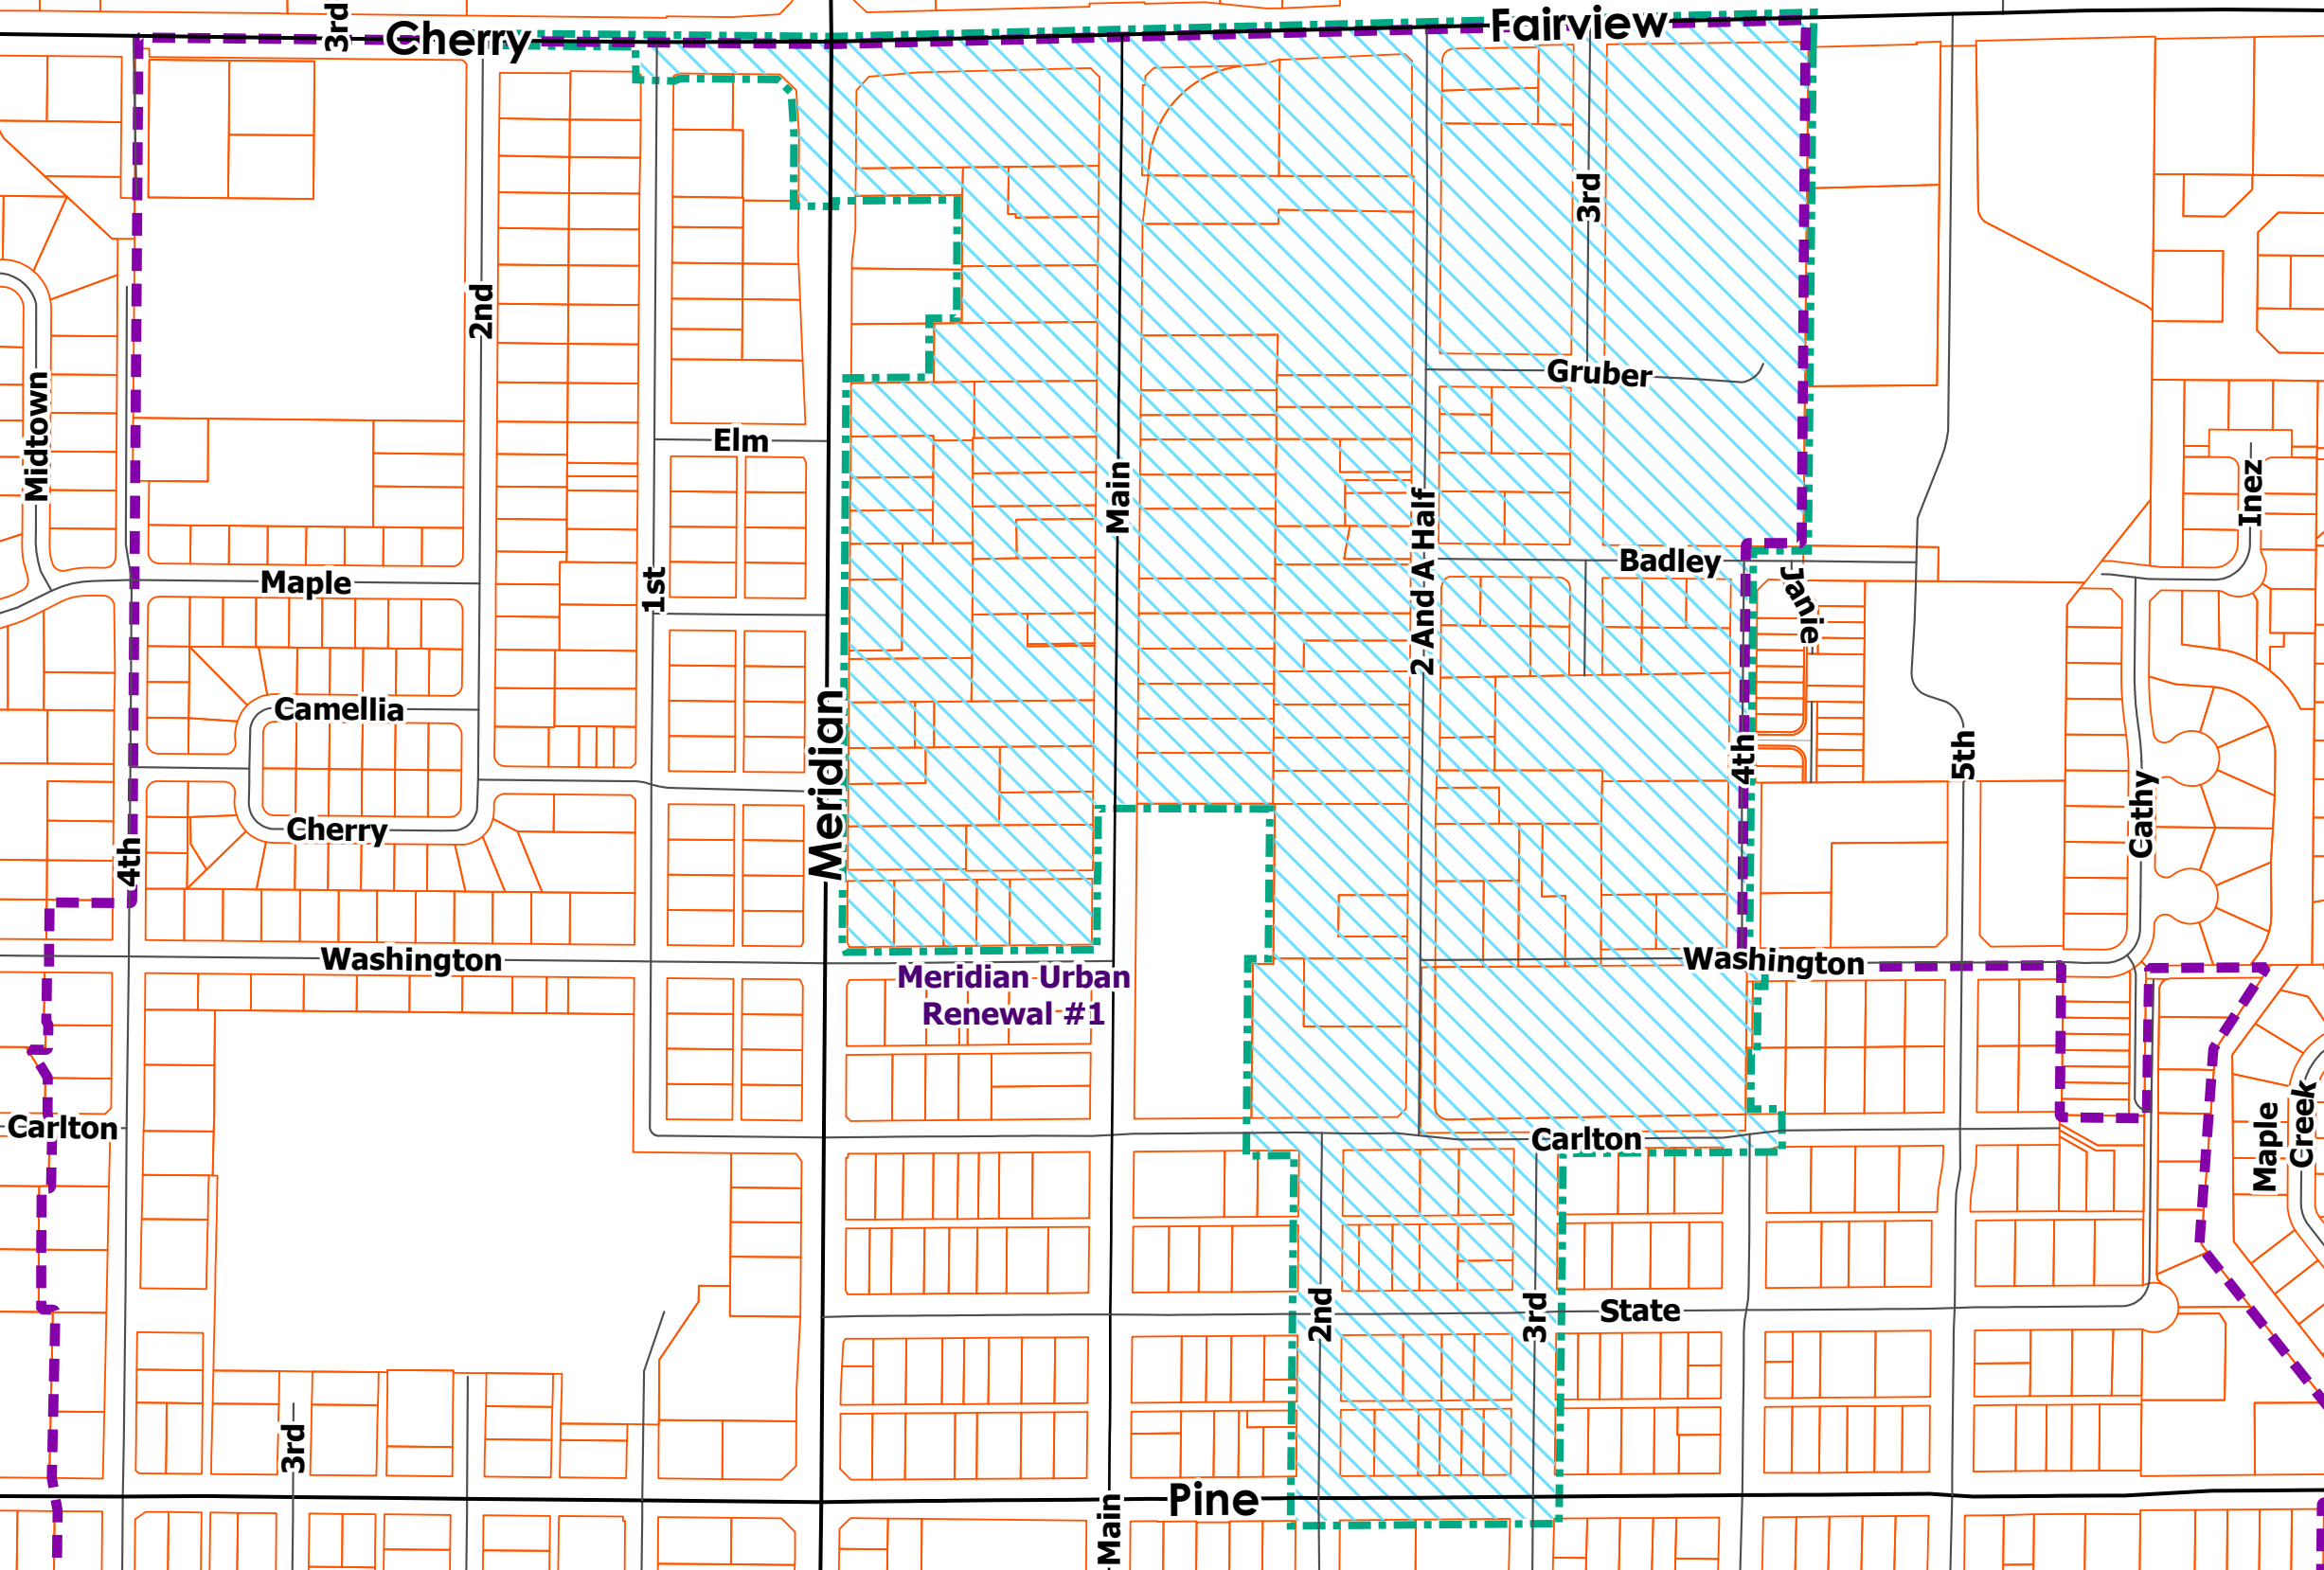 3rd
Cherry
Fairview
3rd
2nd
Gruber
Midtown
Elm
Main
Inez
2 And A Half
Badley
Maple
1st
Janie
Camellia
Meridian
4th
5th
Cathy
Cherry
4th
Washington
Washington
Meridian Urban
Renewal #1
Carlton
Carlton
Maple
Creek
2nd
3rd
State
3rd
Pine
Main